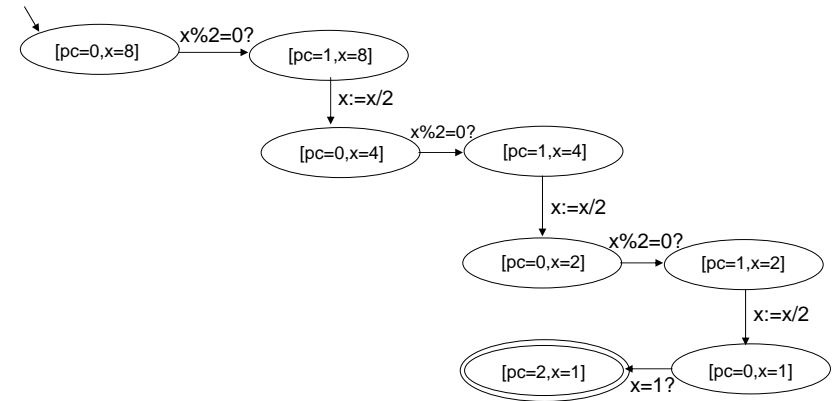 [pc=0,x=8]
x%2=0?
[pc=1,x=8]
x:=x/2
[pc=0,x=4]
x%2=0?
[pc=1,x=4]
x:=x/2
[pc=0,x=2]
x%2=0?
[pc=1,x=2]
x:=x/2
[pc=0,x=1]
x=1?
[pc=2,x=1]